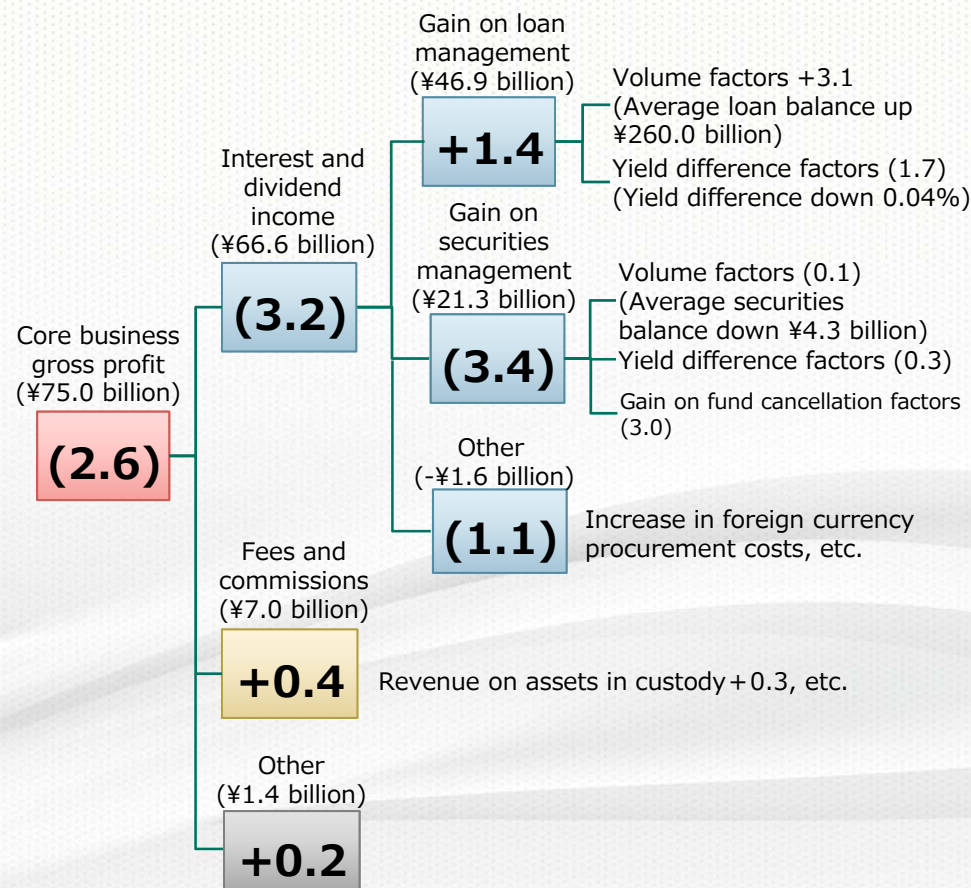 Core business
gross profit
(¥75.0 billion)
(2.6)
Interest and
dividend
income
(¥66.6 billion)
(3.2)
Gain on loan
management
(¥46.9 billion)
+1.4
Volume factors +3.1
(Average loan balance up
¥260.0 billion)
Yield difference factors (1.7)
(Yield difference down 0.04%)
Gain on
securities
management
(¥21.3 billion)
(3.4)
Volume factors (0.1)
(Average securities
balance down ¥4.3 billion)
Yield difference factors (0.3)
Gain on fund cancellation factors
(3.0)
Other
(-¥1.6 billion)
(1.1)
Increase in foreign currency
procurement costs, etc.
Fees and
commissions
(¥7.0 billion)
+0.4
Revenue on assets in custody+0.3, etc.
Other
(¥1.4 billion)
+0.2